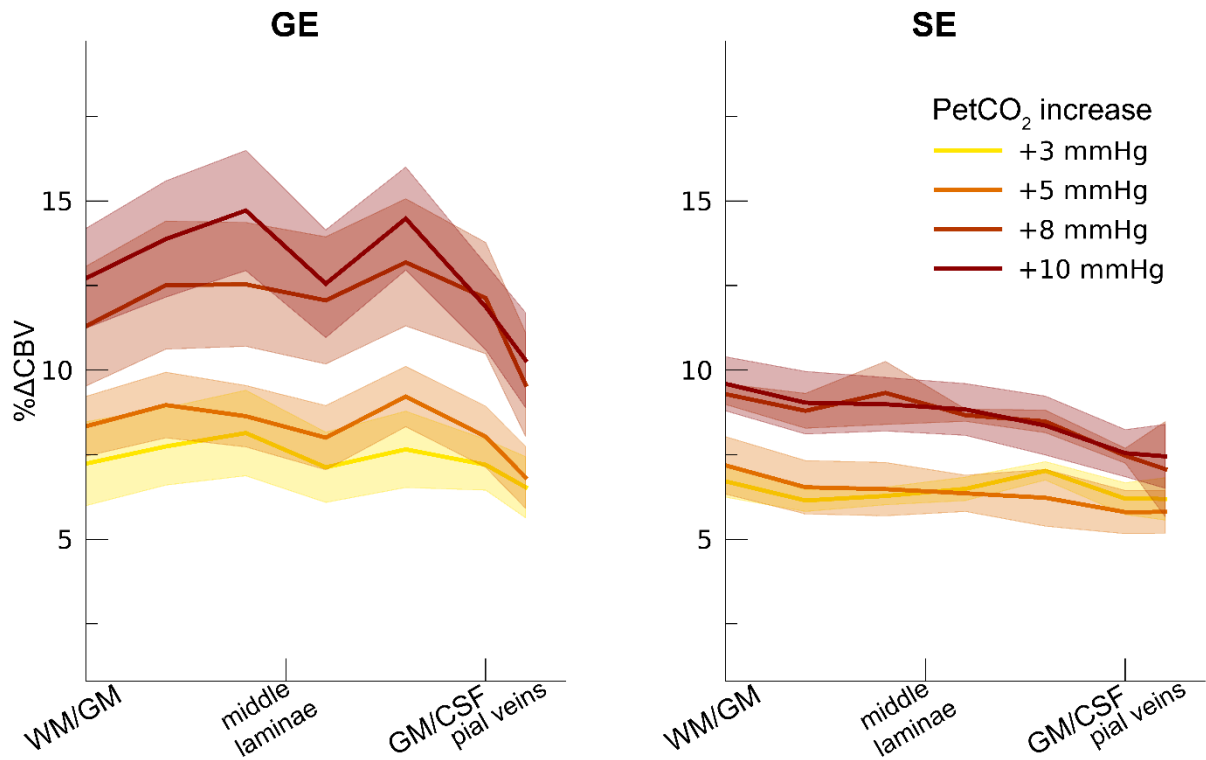 GE
SE
PetCO₂ increase
+3 mmHg
+5 mmHg
+8 mmHg
+10 mmHg
%ΔCBV
15
10
5
15
10
5
WM/GM
middle
laminae
GM/CSF
pial veins
WM/GM
middle
laminae
GM/CSF
pial veins